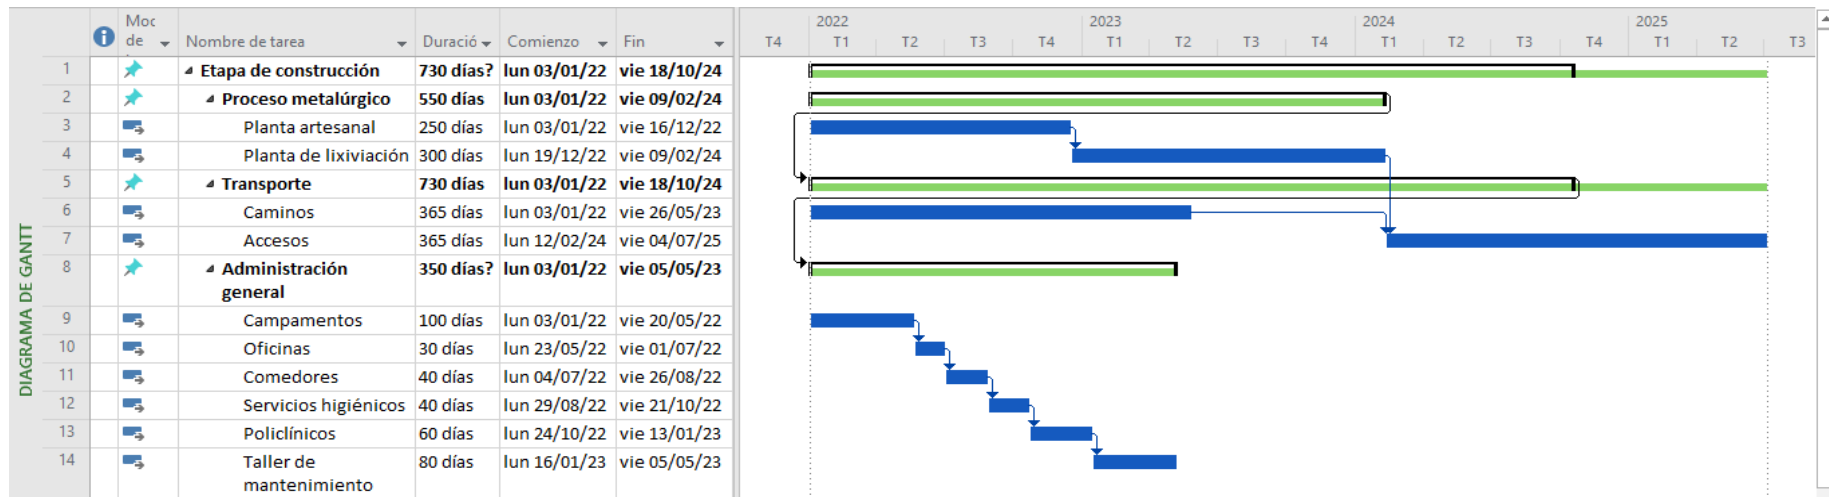 Moc
de
Nombre de tarea Duració Comienzo Fin
2022 2023 2024 2025
T4 T1 T2 T3 T4 T1 T2 T3 T4 T1 T2 T3 T4 T1 T2 T3
DIAGRAMA DE GANTT
1 Etapa de construcción 730 días? lun 03/01/22 vie 18/10/24
2 Proceso metalúrgico 550 días lun 03/01/22 vie 09/02/24
3 Planta artesanal 250 días lun 03/01/22 vie 16/12/22
4 Planta de lixiviación 300 días lun 19/12/22 vie 09/02/24
5 Transporte 730 días lun 03/01/22 vie 18/10/24
6 Caminos 365 días lun 03/01/22 vie 26/05/23
7 Accesos 365 días lun 12/02/24 vie 04/07/25
8 Administración 350 días? lun 03/01/22 vie 05/05/23
general
9 Campamentos 100 días lun 03/01/22 vie 20/05/22
10 Oficinas 30 días lun 23/05/22 vie 01/07/22
11 Comedores 40 días lun 04/07/22 vie 26/08/22
12 Servicios higiénicos 40 días lun 29/08/22 vie 21/10/22
13 Policlínicos 60 días lun 24/10/22 vie 13/01/23
14 Taller de 80 días lun 16/01/23 vie 05/05/23
mantenimiento